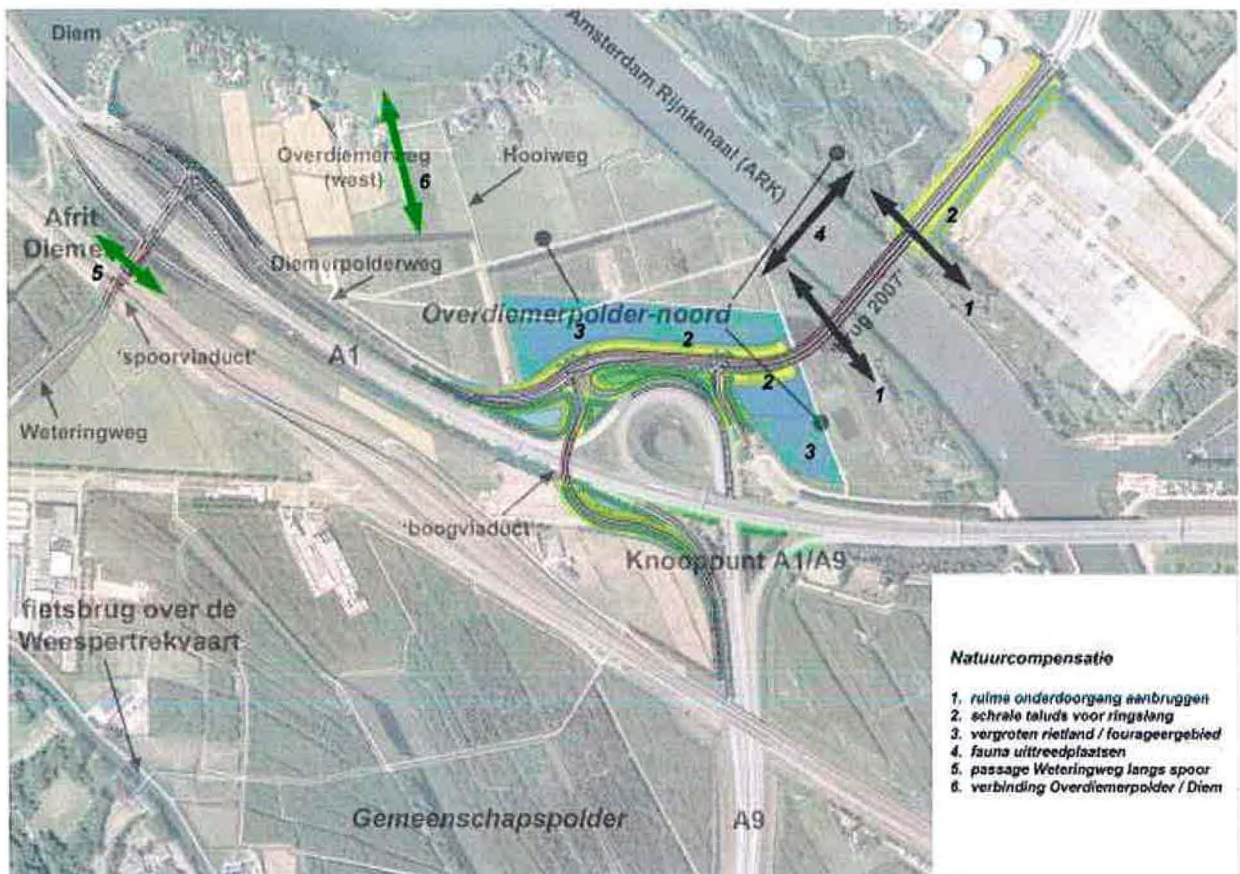 Diem
Amsterdam Rijnkanaal (ARK)
Overdiemerweg
(west)
6
Hooiweg
4
2
1
Afrit
Dieme
5
Diemerpolderweg
Overdiemerpolder-noord
3
2
2
1
3
2007
'spoorviaduct'
A1
Weteringweg
'boogviaduct'
Knooppunt A1/A9
fietsbrug over de
Weespertrekvaart
Gemeenschapspolder
A9
Natuurcompensatie
1. ruime onderdoorgang aanbruggen
2. schrale taluds voor ringslang
3. vergroten rietland / fourageergebied
4. fauna uittreedplaatsen
5. passage Weteringweg langs spoor
6. verbinding Overdiemerpolder / Diem